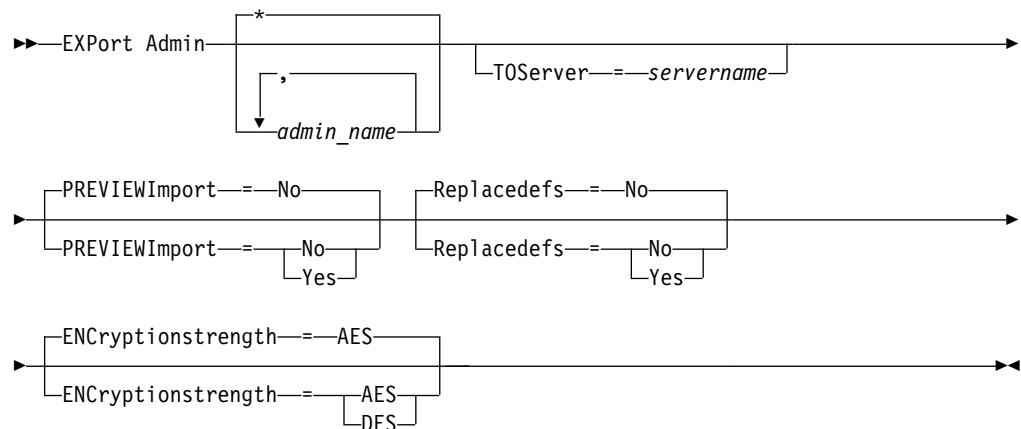 *
EXPort Admin
TOServer = servername
,
admin_name
PREVIEWImport = No Replacedefs = No
PREVIEWImport = No Replacedefs = No
Yes Yes
ENCryptionstrength = AES
ENCryptionstrength = AES
DES